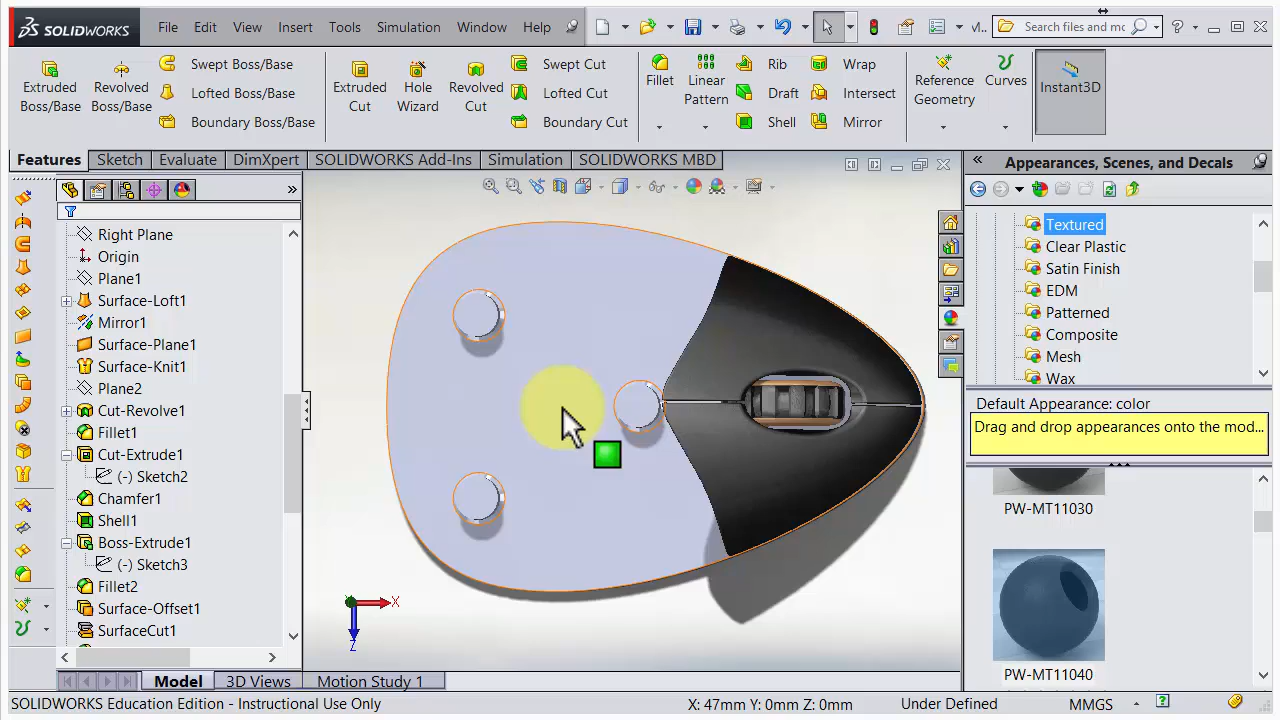 SOLIDWORKS File Edit View Insert Tools Simulation Window Help
Search files and mc
Extruded Boss/Base
Revolved Boss/Base
Swept Boss/Base
Lofted Boss/Base
Boundary Boss/Base
Extruded Cut
Hole Wizard
Revolved Cut
Swept Cut
Lofted Cut
Boundary Cut
Fillet
Linear Pattern
Rib
Draft
Shell
Wrap
Intersect
Mirror
Reference Geometry
Curves
Instant3D
Features Sketch Evaluate DimXpert SOLIDWORKS Add-Ins Simulation SOLIDWORKS MBD
Right Plane
Origin
Plane1
Surface-Loft1
Mirror1
Surface-Plane1
Surface-Knit1
Plane2
Cut-Revolve1
Fillet1
Cut-Extrude1
(-) Sketch2
Chamfer1
Shell1
Boss-Extrude1
(-) Sketch3
Fillet2
Surface-Offset1
SurfaceCut1
X
Z
Appearances, Scenes, and Decals
Textured
Clear Plastic
Satin Finish
EDM
Patterned
Composite
Mesh
Wax
Default Appearance: color
Drag and drop appearances onto the mod...
PW-MT11030
PW-MT11040
Model 3D Views Motion Study 1
SOLIDWORKS Education Edition - Instructional Use Only X: 47mm Y: 0mm Z: 0mm Under Defined MMGS